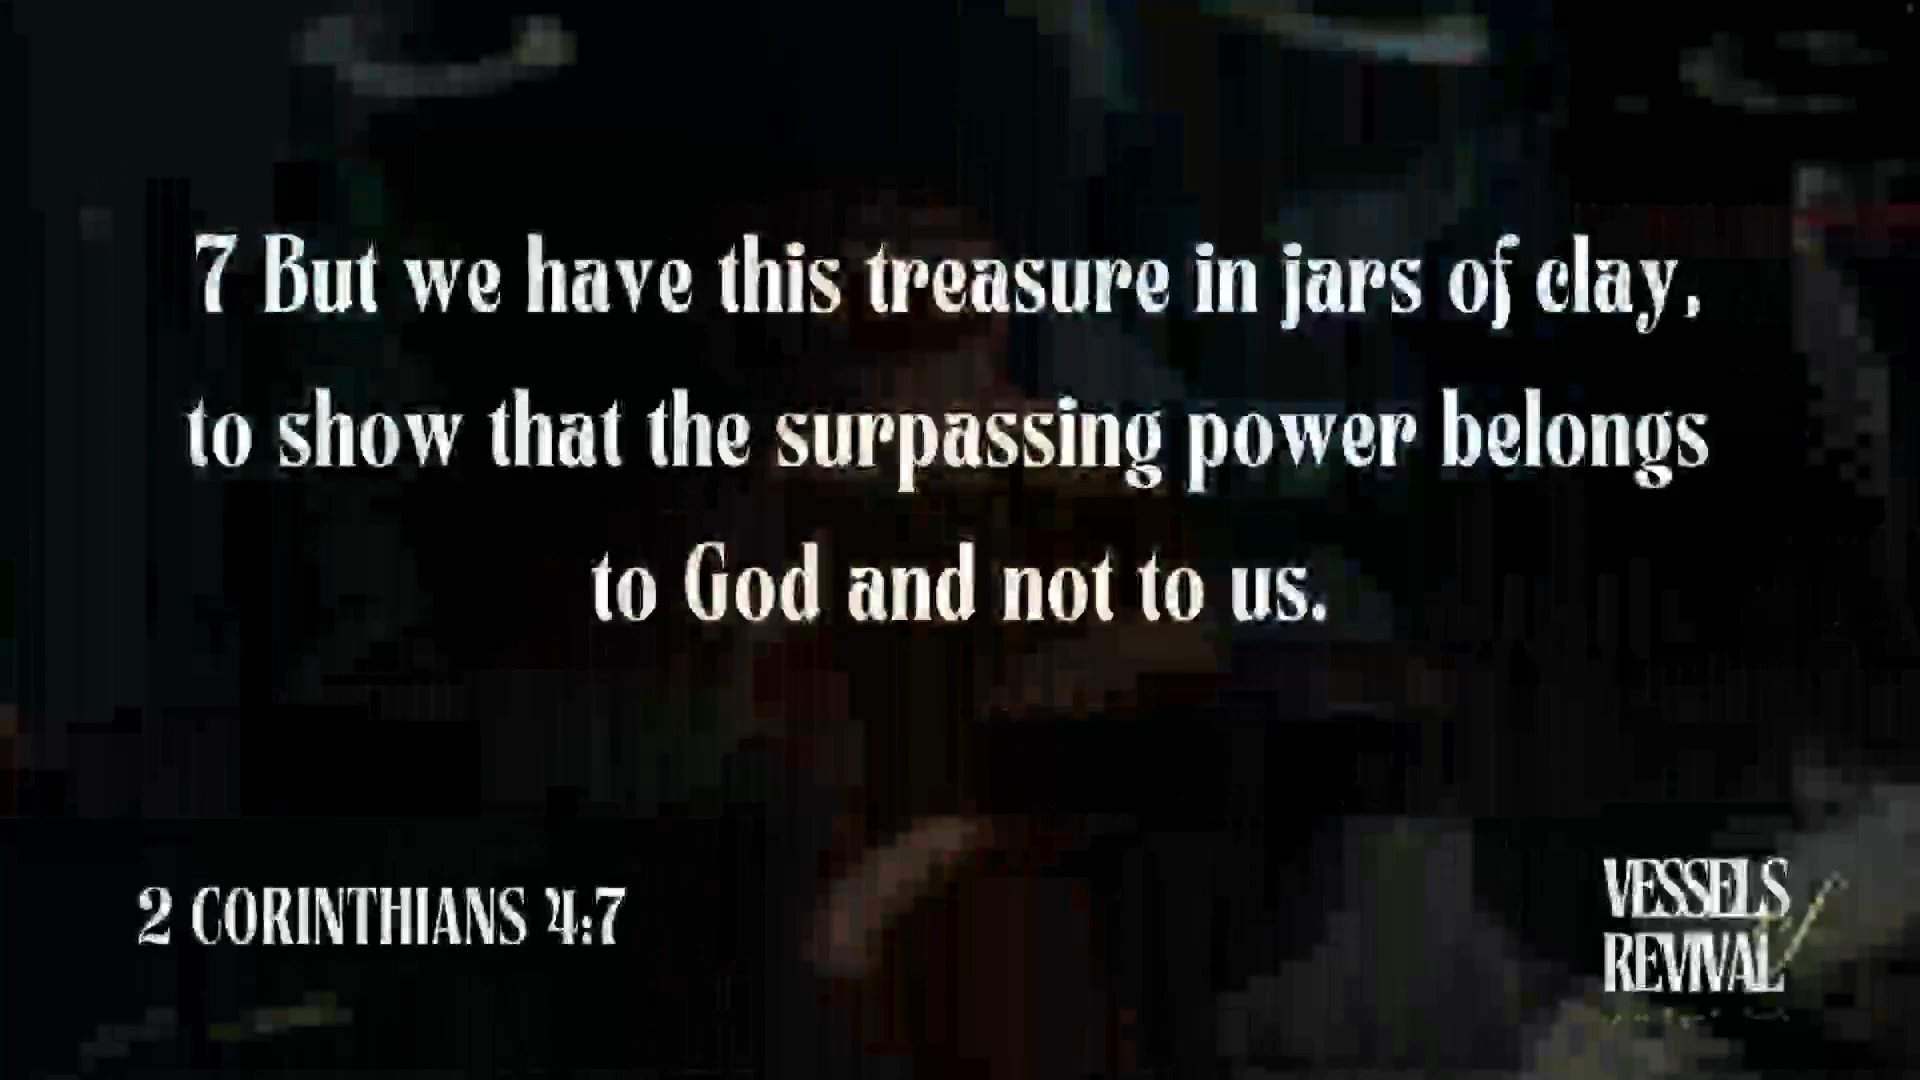 7 But we have this treasure in jars of clay,
to show that the surpassing power belongs
to God and not to us.
2 CORINTHIANS 4:7
VESSELS
of
REVIVAL